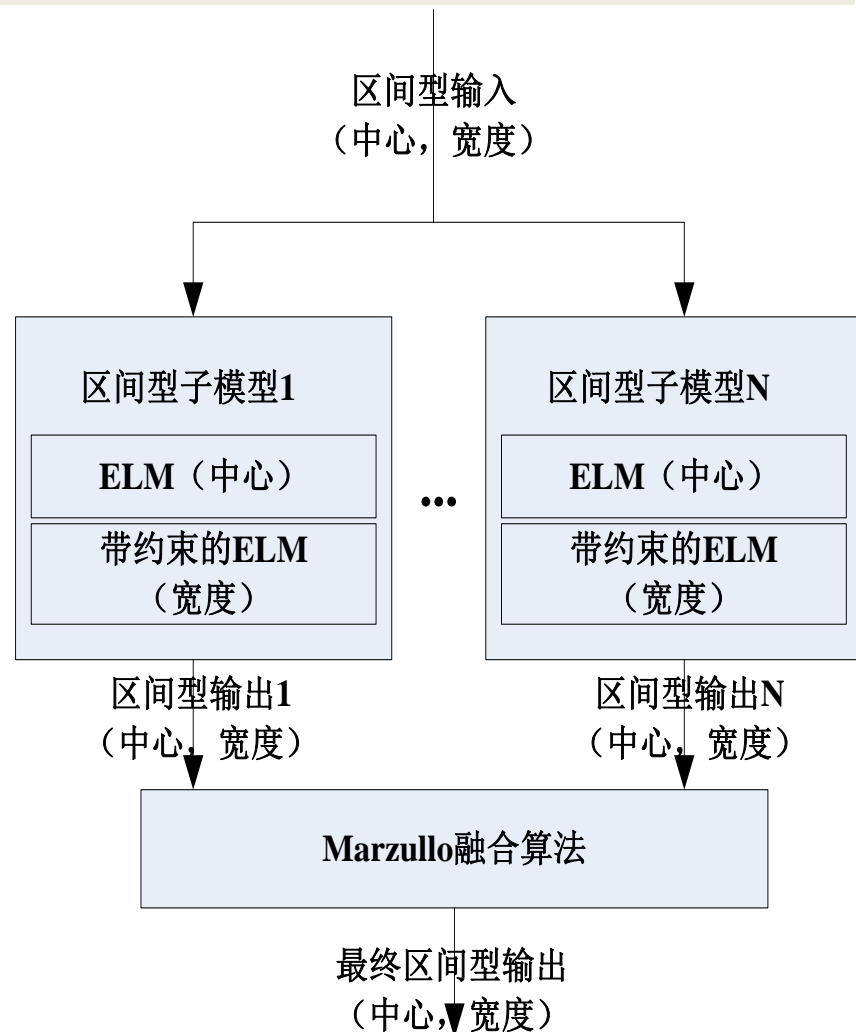 区间型输入
（中心，宽度）
区间型子模型1
ELM（中心）
带约束的ELM
（宽度）
...
区间型子模型N
ELM（中心）
带约束的ELM
（宽度）
区间型输出1
（中心，宽度）
区间型输出N
（中心，宽度）
Marzullo融合算法
最终区间型输出
（中心，宽度）